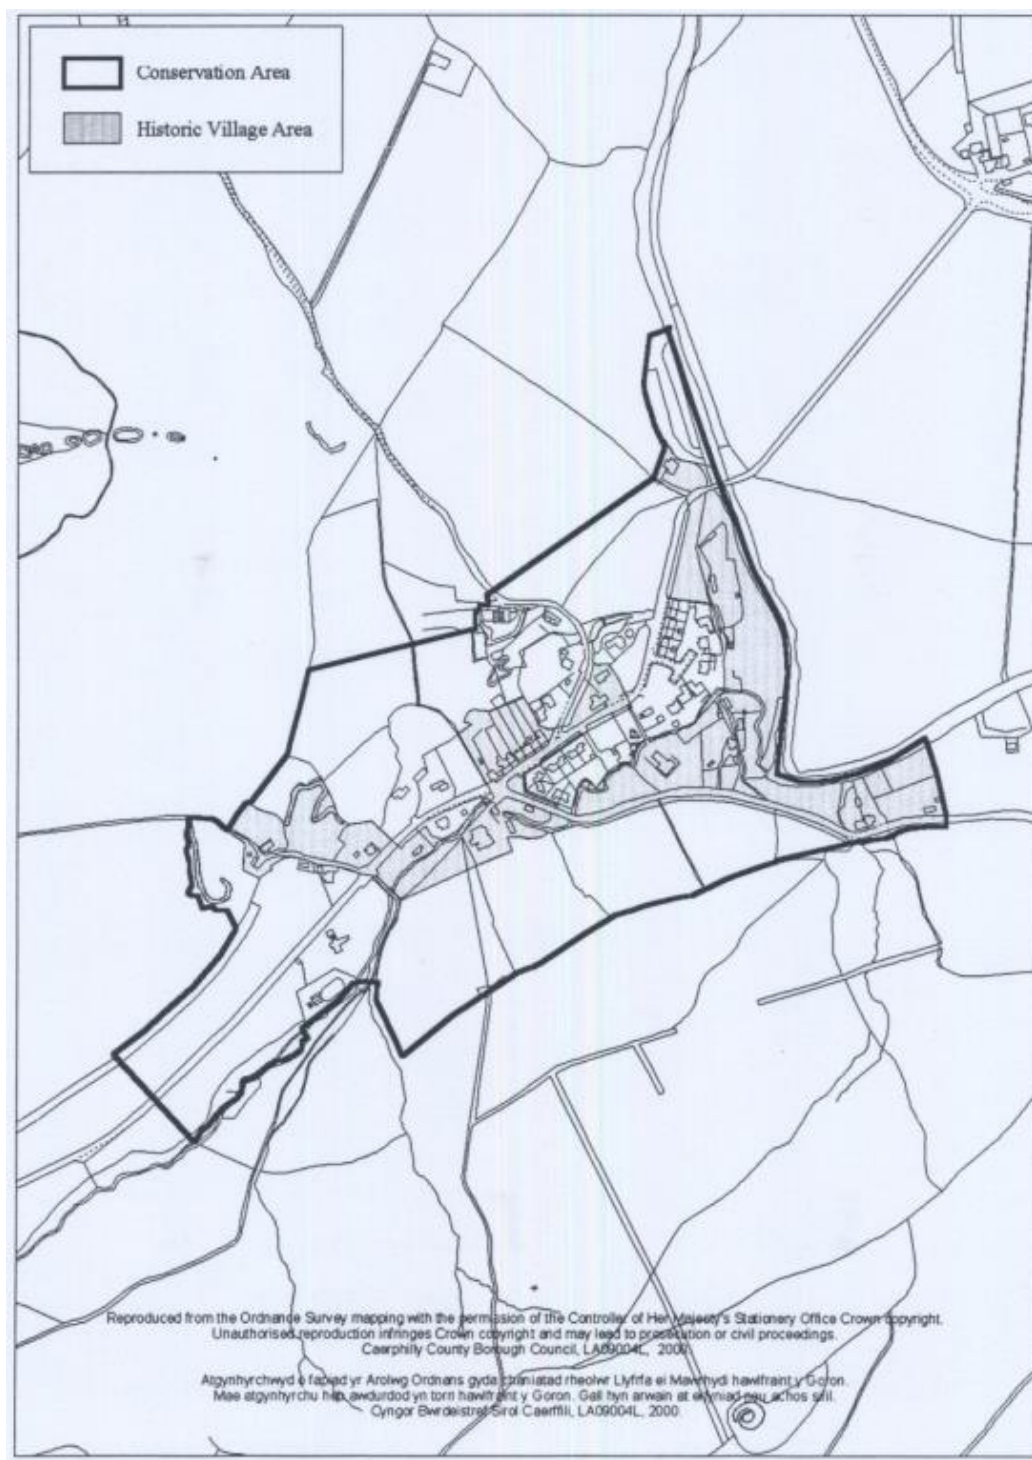 Conservation Area
Historic Village Area
Reproduced from the Ordnance Survey mapping with the permission of the Controller of Her Majesty's Stationery Office Crown copyright.
Unauthorised reproduction infringes Crown copyright and may lead to prosecution or civil proceedings.
Caerphilly County Borough Council, LA09004L, 2000.
Atgynhyrchwyd o fapiad yr Arolwg Ordnans gyda chaniatad rheolwr Llyfrfa ei Mawrhydi hawlfraint y Goron.
Mae atgynhyrchu heb awdurdod yn torri hawlfraint y Goron. Gall hyn arwain at erlyniad neu achos sifil.
Cyngor Bwrdeistref Sirol Caerffili, LA09004L, 2000.